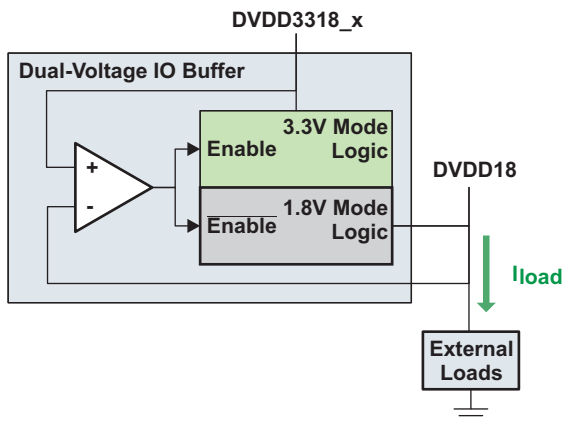 DVDD3318_x
Dual-Voltage IO Buffer
3.3V Mode
Logic
Enable
+
-
1.8V Mode
Logic
Enable
DVDD18
Iload
External
Loads